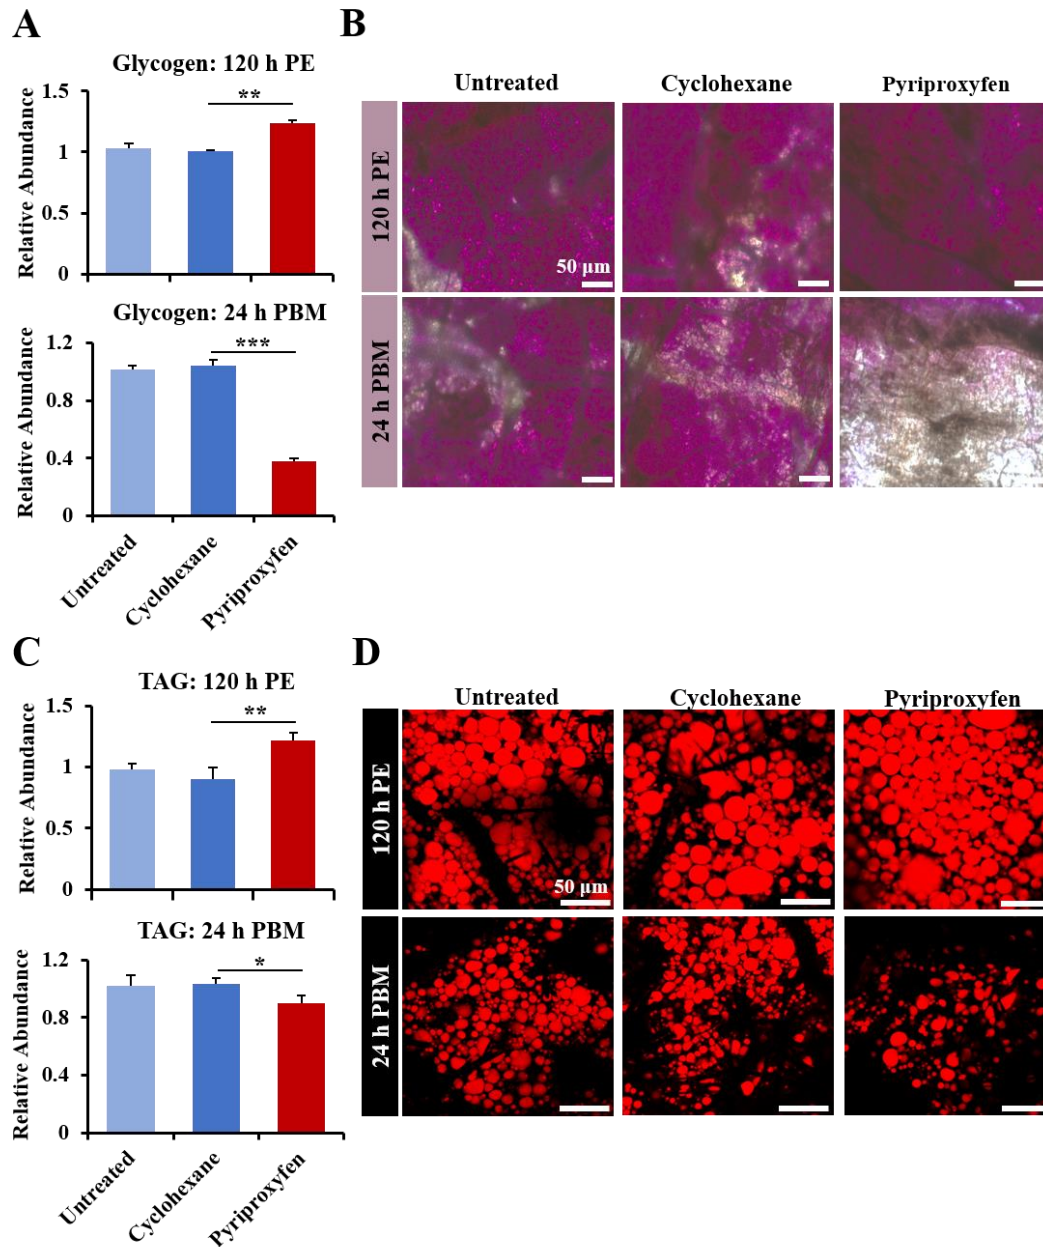 A
B
Glycogen: 120 h PE
Relative Abundance
1.5
1
0.5
0
**
Glycogen: 24 h PBM
Relative Abundance
1.2
0.8
0.4
0
***
Untreated
Cyclohexane
Pyriproxyfen
Untreated
Cyclohexane
Pyriproxyfen
120 h PE
50 µm
24 h PBM
C
D
TAG: 120 h PE
Relative Abundance
1.5
1
0.5
0
**
TAG: 24 h PBM
Relative Abundance
1.2
0.8
0.4
0
*
Untreated
Cyclohexane
Pyriproxyfen
Untreated
Cyclohexane
Pyriproxyfen
120 h PE
50 µm
24 h PBM